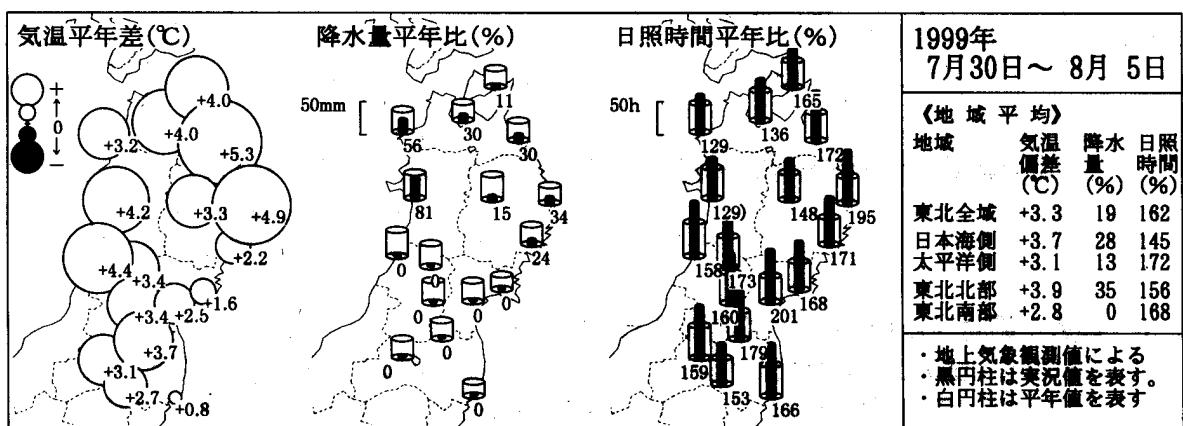 気温平年差(℃)
+
↑
0
↓
−
+4.0
+4.0
+3.2
+5.3
+4.2
+3.3
+4.9
+2.2
+4.4
+3.4
+1.6
+2.5
+3.4
+3.7
+3.1
+2.7
+0.8
降水量平年比(%)
50mm
11
30
56
30
81
15
34
24
0
0
0
0
0
0
0
0
日照時間平年比(%)
50h
165
136
129
172
129)
148
195
171
158
173
168
160
201
179
159
153
166
1999年
7月30日～ 8月 5日
《地 域 平 均》
地域 気温 降水 日照
偏差 量 時間
(℃) (%) (%)
東北全域 +3.3 19 162
日本海側 +3.7 28 145
太平洋側 +3.1 13 172
東北北部 +3.9 35 156
東北南部 +2.8 0 168
・地上気象観測値による
・黒円柱は実況値を表す。
・白円柱は平年値を表す